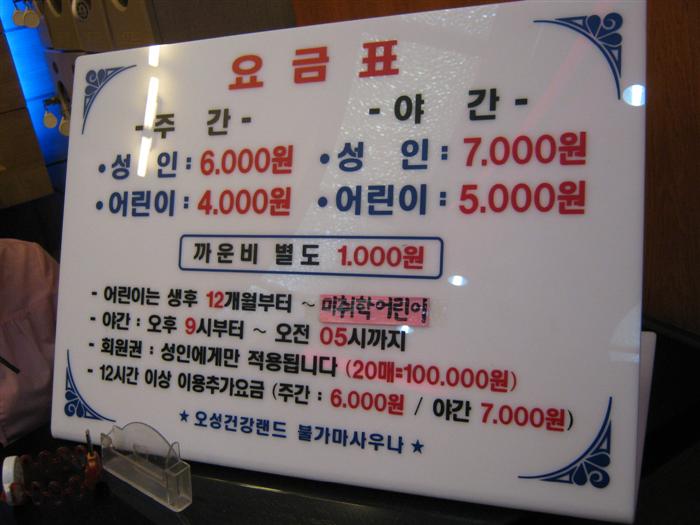 요금표
- 주 간 -
• 성 인 : 6.000원
• 어린이 : 4.000원
- 야 간 -
• 성 인 : 7.000원
• 어린이 : 5.000원
까운비 별도 1.000원
- 어린이는 생후 12개월부터 ~ 미취학어린이
- 야간 : 오후 9시부터 ~ 오전 05시까지
- 회원권 : 성인에게만 적용됩니다 (20매=100.000원)
- 12시간 이상 이용추가요금 (주간 : 6.000원 / 야간 7.000원)
★ 오성건강랜드 불가마사우나 ★